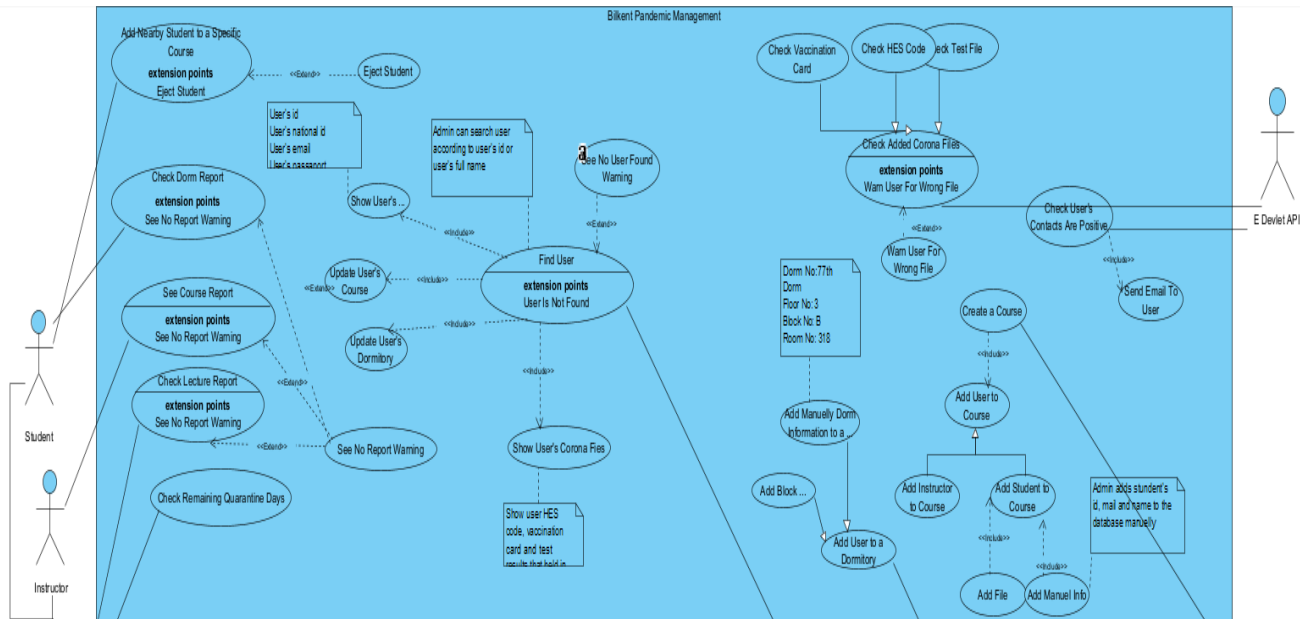 Bilkent Pandemic Management
Add Nearby Student to a Specific
Course
extension points
Eject Student
<<Extend>>
Eject Student
User's id
User's national id
User's email
User's passport
Admin can search user
according to user's id or
user's full name
a
See No User Found
Warning
Check Vaccination
Card
Check HES Code
Test File
Check Added Corona Files
extension points
Warn User For Wrong File
<<Extend>>
Warn User For
Wrong File
Check User's
Contacts Are Positive
<<Include>>
Send Email To
User
E Devlet API
Check Dorm Report
extension points
See No Report Warning
Show User's ...
<<Include>>
<<Extend>>
Find User
extension points
User Is Not Found
Update User's
Course
<<Include>>
<<Extend>>
Update User's
Dormitory
<<Include>>
<<Include>>
See Course Report
extension points
See No Report Warning
Check Lecture Report
extension points
See No Report Warning
<<Extend>>
<<Extend>>
See No Report Warning
Check Remaining Quarantine Days
Show User's Corona Fies
Show user HES
code, vaccination
card and test
results that held in
Dorm No:77th
Dorm
Floor No: 3
Block No: B
Room No: 318
Add Manuelly Dorm
Information to a ...
Add Block ...
Add User to a
Dormitory
Create a Course
<<Include>>
Add User to
Course
Add Instructor
to Course
Add Student to
Course
Admin adds stundent's
id, mail and name to the
database manually
<<Include>>
<<Include>>
Add File
Add Manuel Info
Student
Instructor